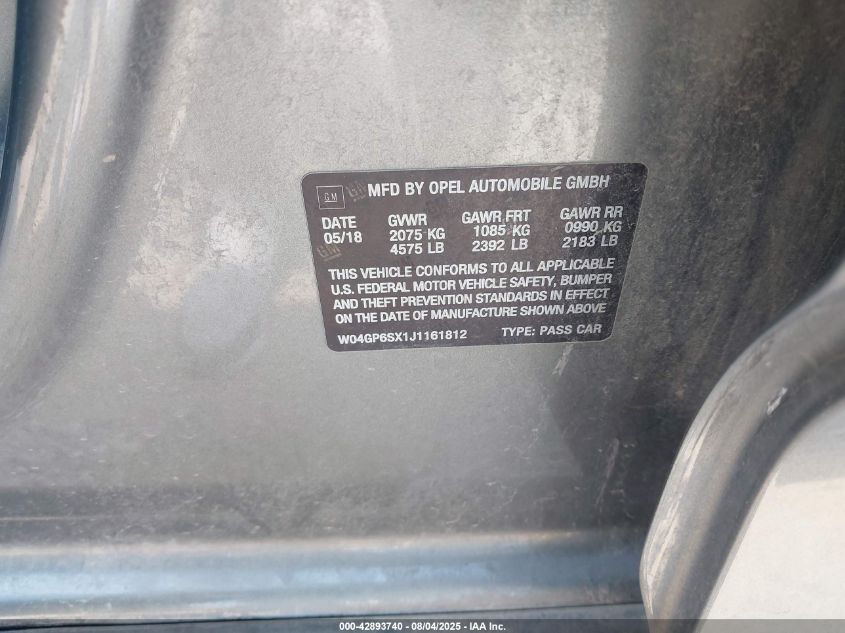 GM
MFD BY OPEL AUTOMOBILE GMBH
DATE GVWR GAWR FRT GAWR RR
05/18 2075 KG 1085 KG 0990 KG
4575 LB 2392 LB 2183 LB
THIS VEHICLE CONFORMS TO ALL APPLICABLE
U.S. FEDERAL MOTOR VEHICLE SAFETY, BUMPER
AND THEFT PREVENTION STANDARDS IN EFFECT
ON THE DATE OF MANUFACTURE SHOWN ABOVE
W04GP6SX1J1161812 TYPE: PASS CAR
000-42893740 - 08/04/2025 - IAA Inc.